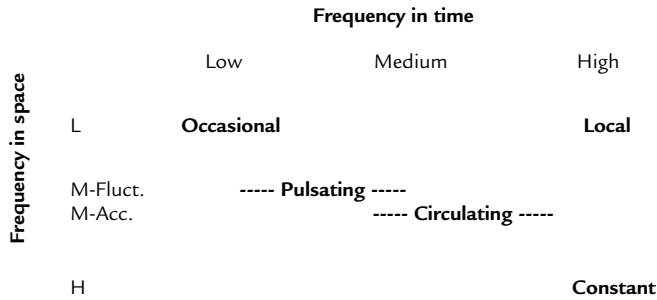 Frequency in time
Low Medium High
Frequency in space
L Occasional Local
M-Fluct. ----- Pulsating -----
M-Acc. ----- Circulating -----
H Constant